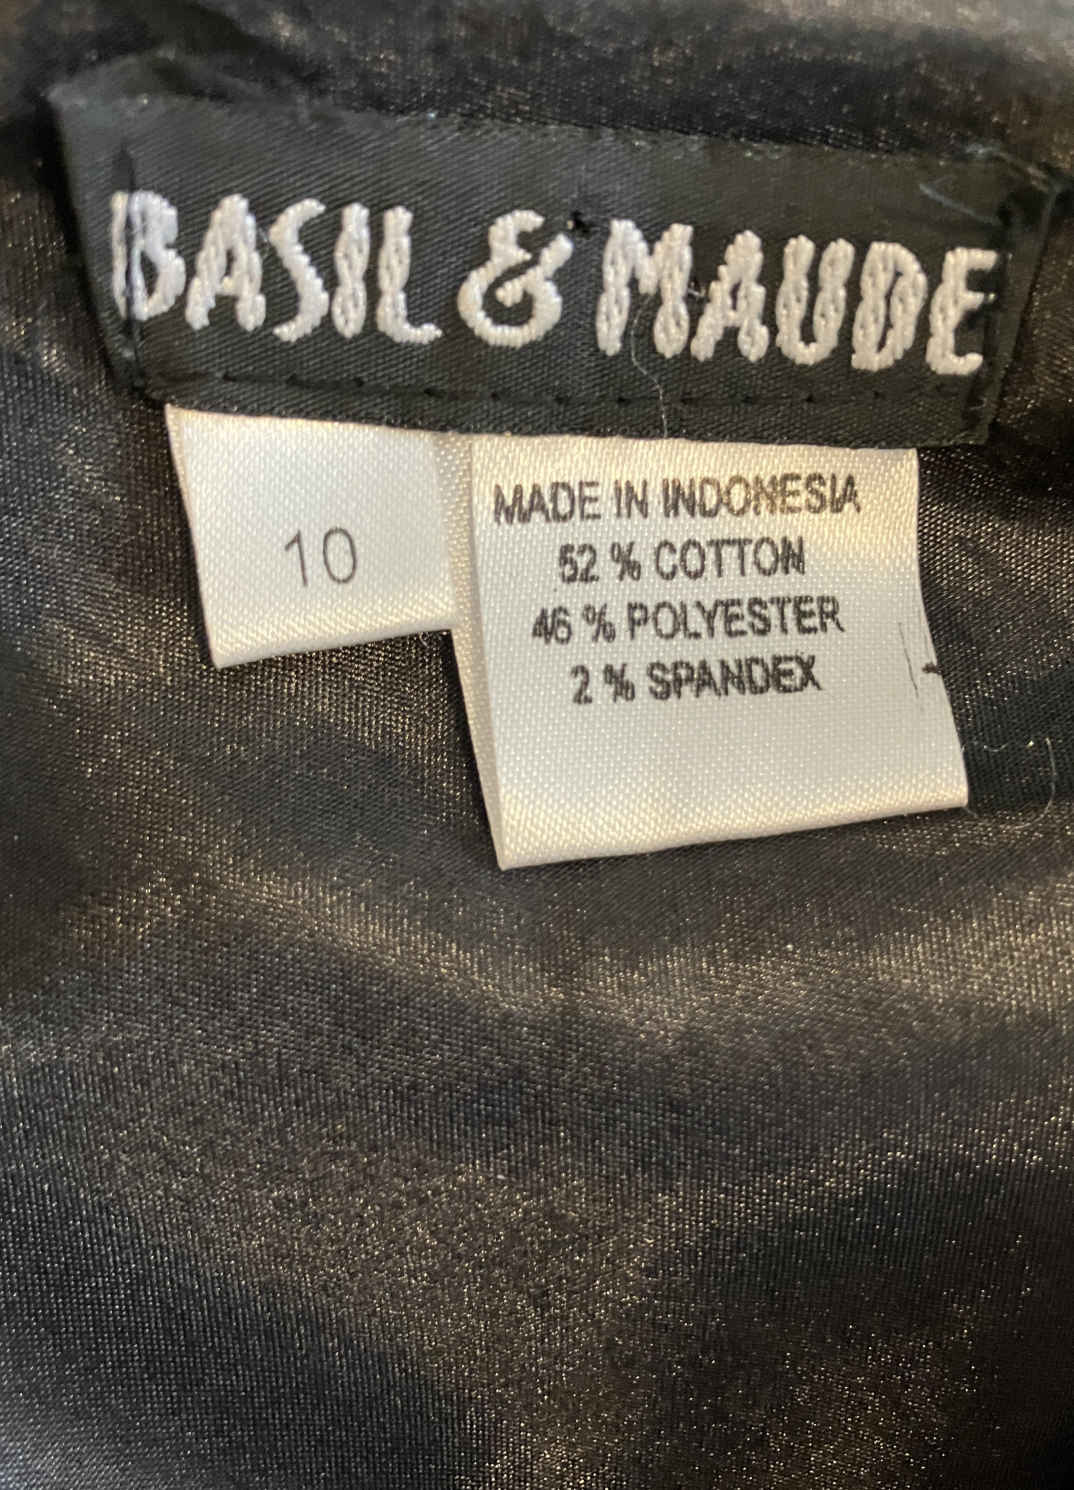 BASIL & MAUDE
10
MADE IN INDONESIA
52 % COTTON
46 % POLYESTER
2 % SPANDEX